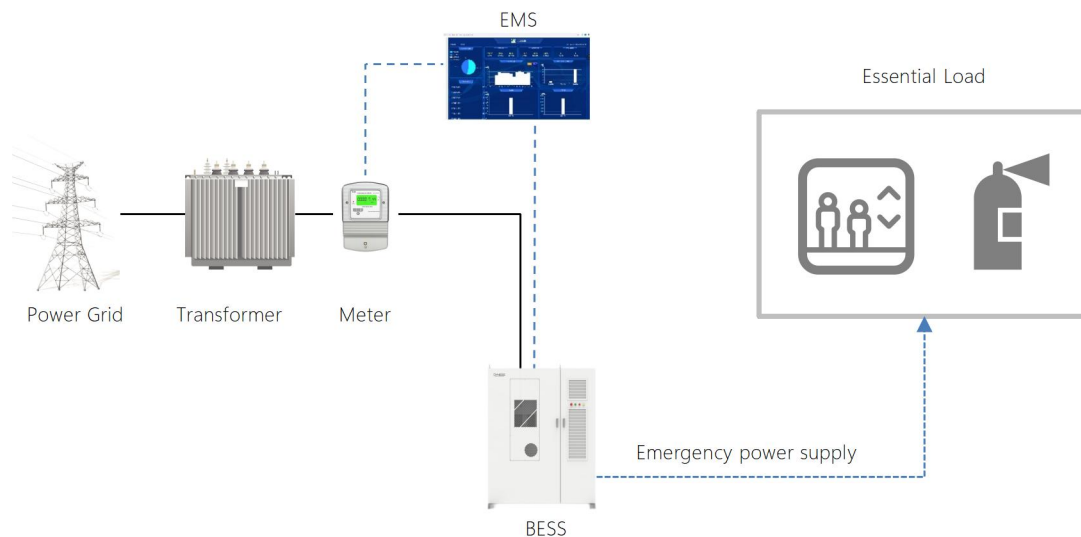 EMS
Essential Load
Power Grid
Transformer
Meter
Emergency power supply
BESS